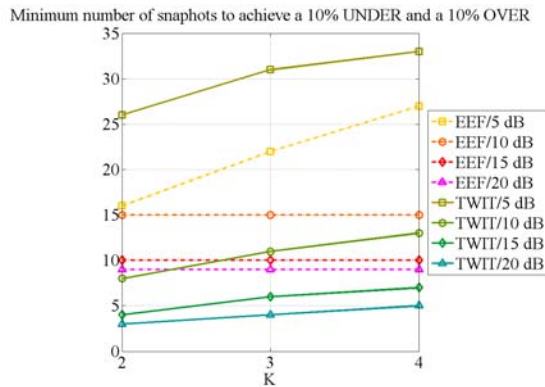 Minimum number of snaphots to achieve a 10% UNDER and a 10% OVER
35
30
25
20
15
10
5
0
2
3
4
K
EEF/5 dB
EEF/10 dB
EEF/15 dB
EEF/20 dB
TWIT/5 dB
TWIT/10 dB
TWIT/15 dB
TWIT/20 dB